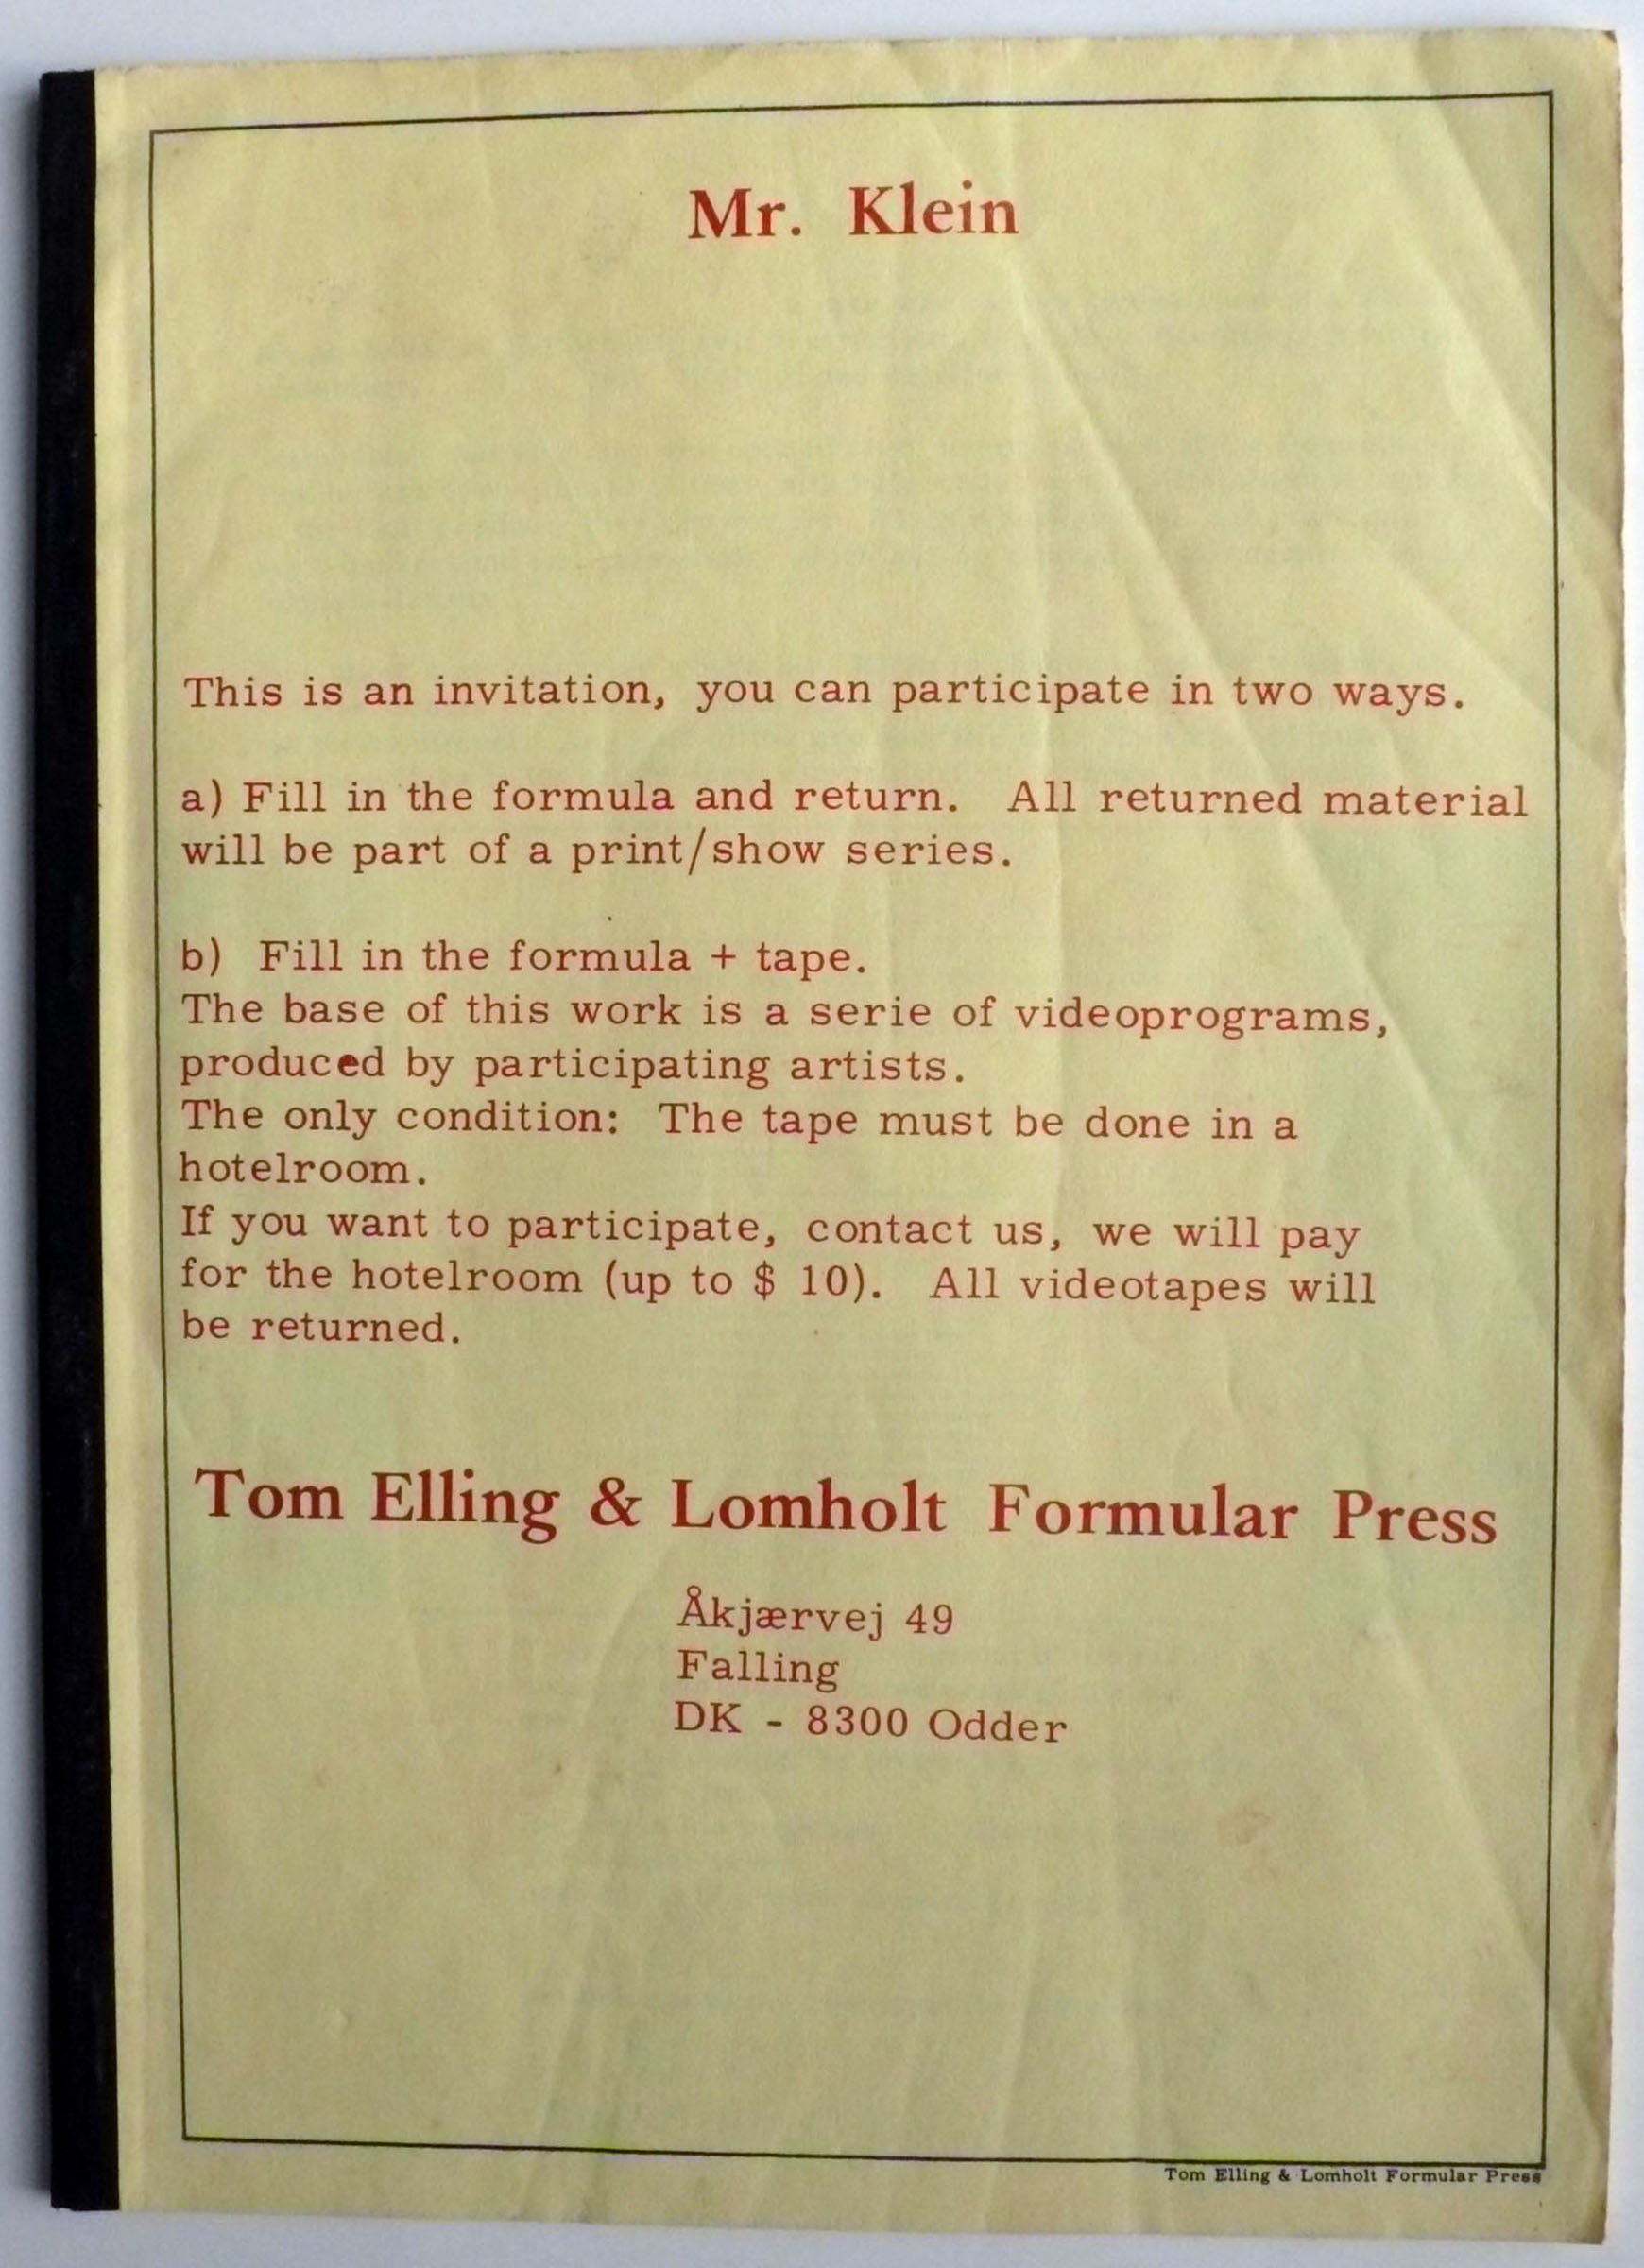 Mr. Klein
This is an invitation, you can participate in two ways.
a) Fill in the formula and return. All returned material
will be part of a print/show series.
b) Fill in the formula + tape.
The base of this work is a serie of videoprograms,
produced by participating artists.
The only condition: The tape must be done in a
hotelroom.
If you want to participate, contact us, we will pay
for the hotelroom (up to $ 10). All videotapes will
be returned.
Tom Elling & Lomholt Formular Press
Åkjærvej 49
Falling
DK - 8300 Odder
Tom Elling & Lomholt Formular Press